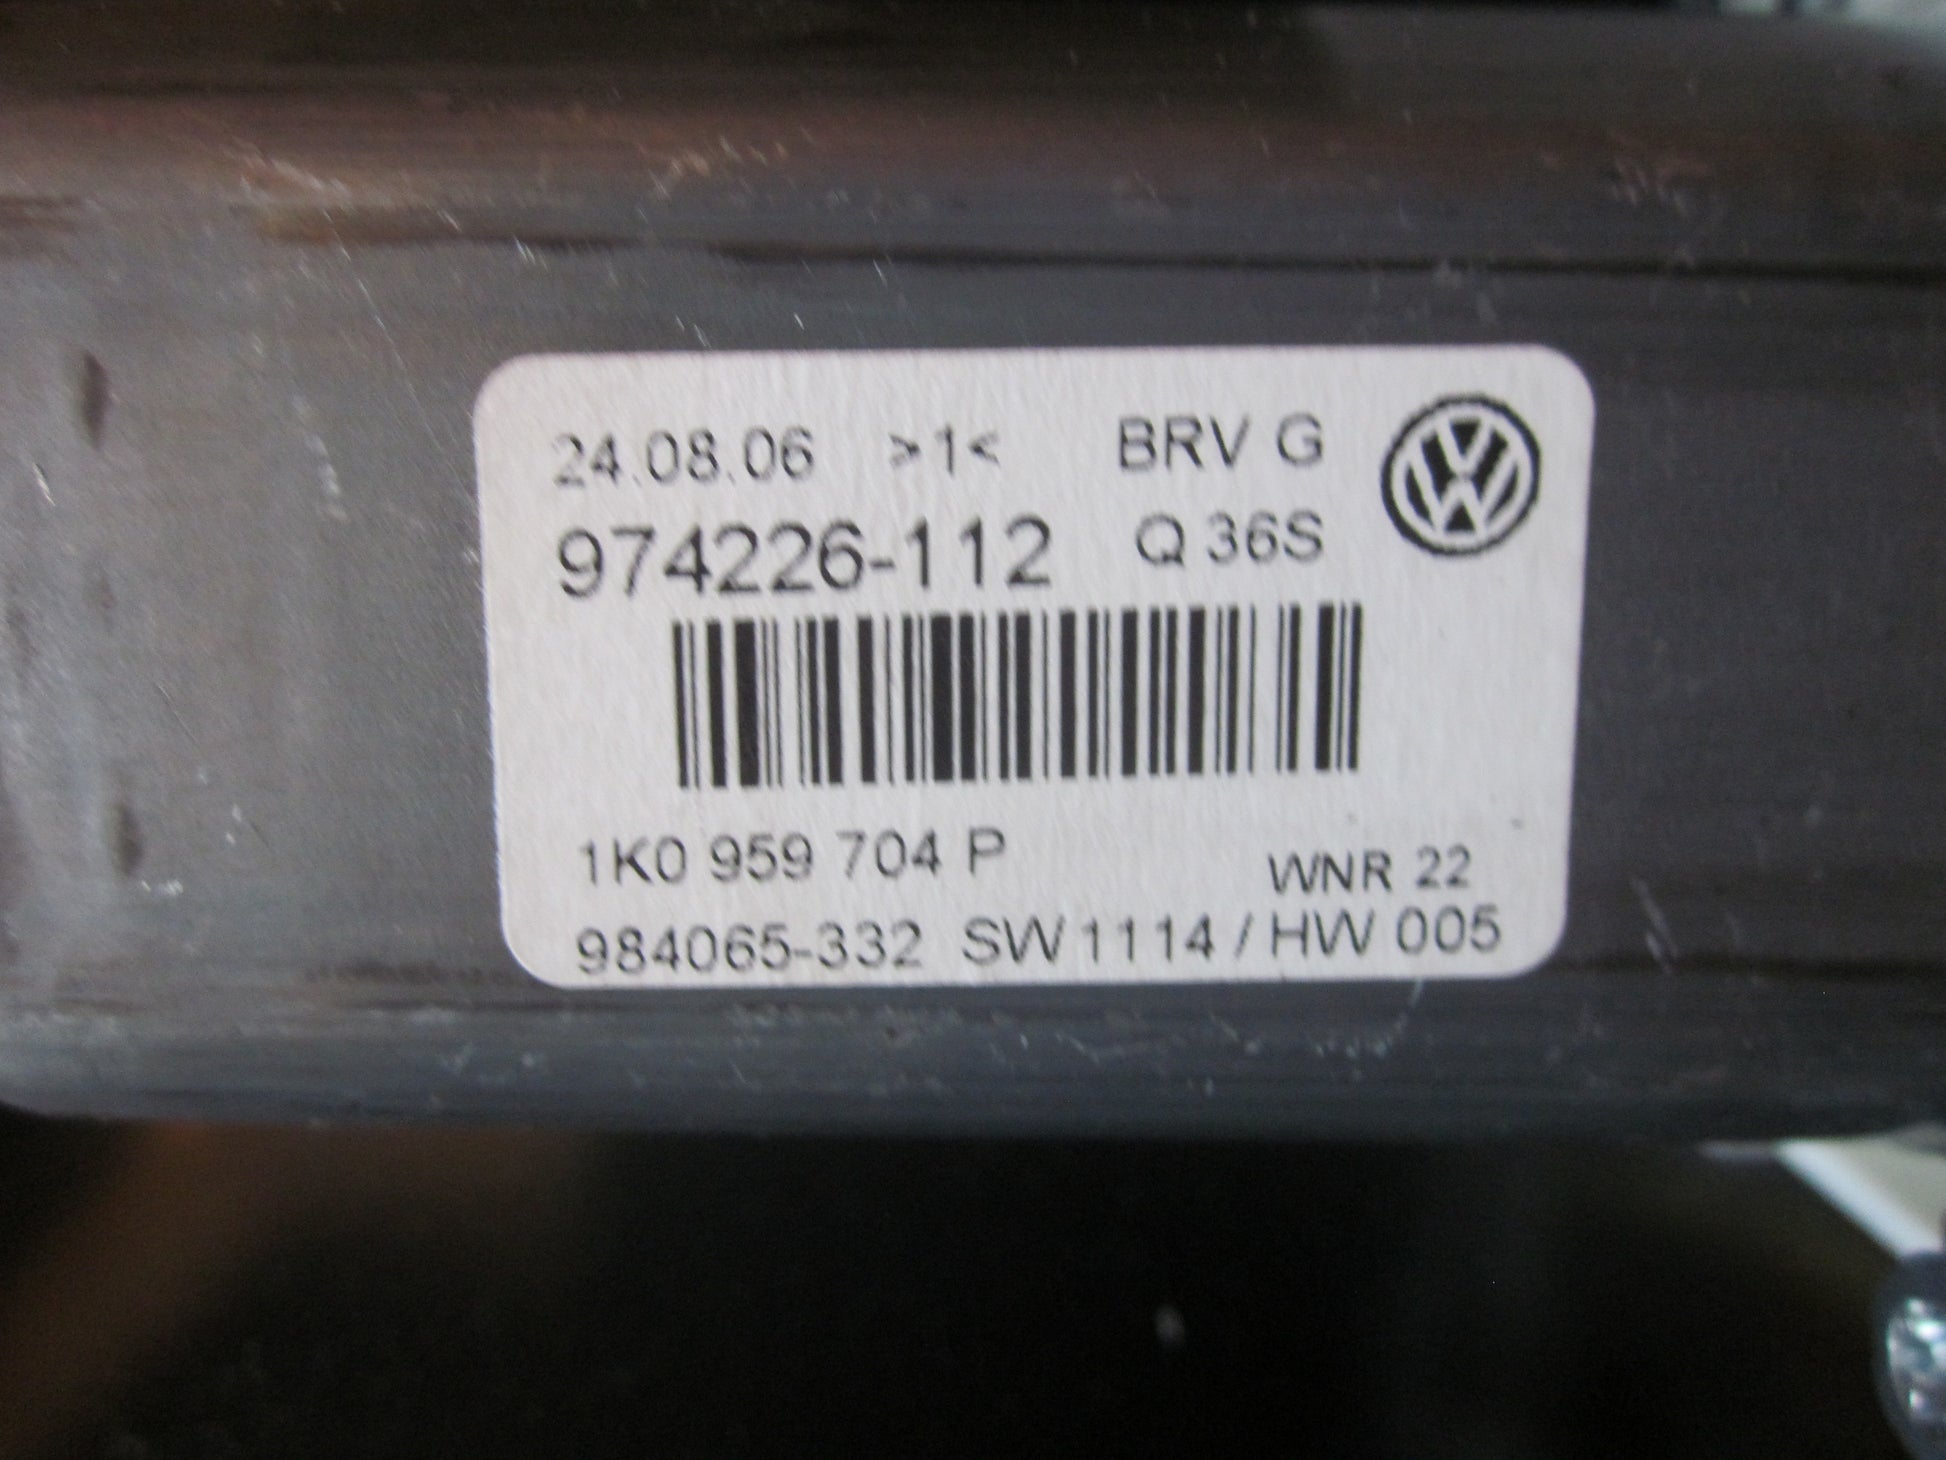 24.08.06 >1< BRV G
974226-112 Q 36S
1K0 959 704 P
WNR 22
984065-332 SW 1114 / HW 005